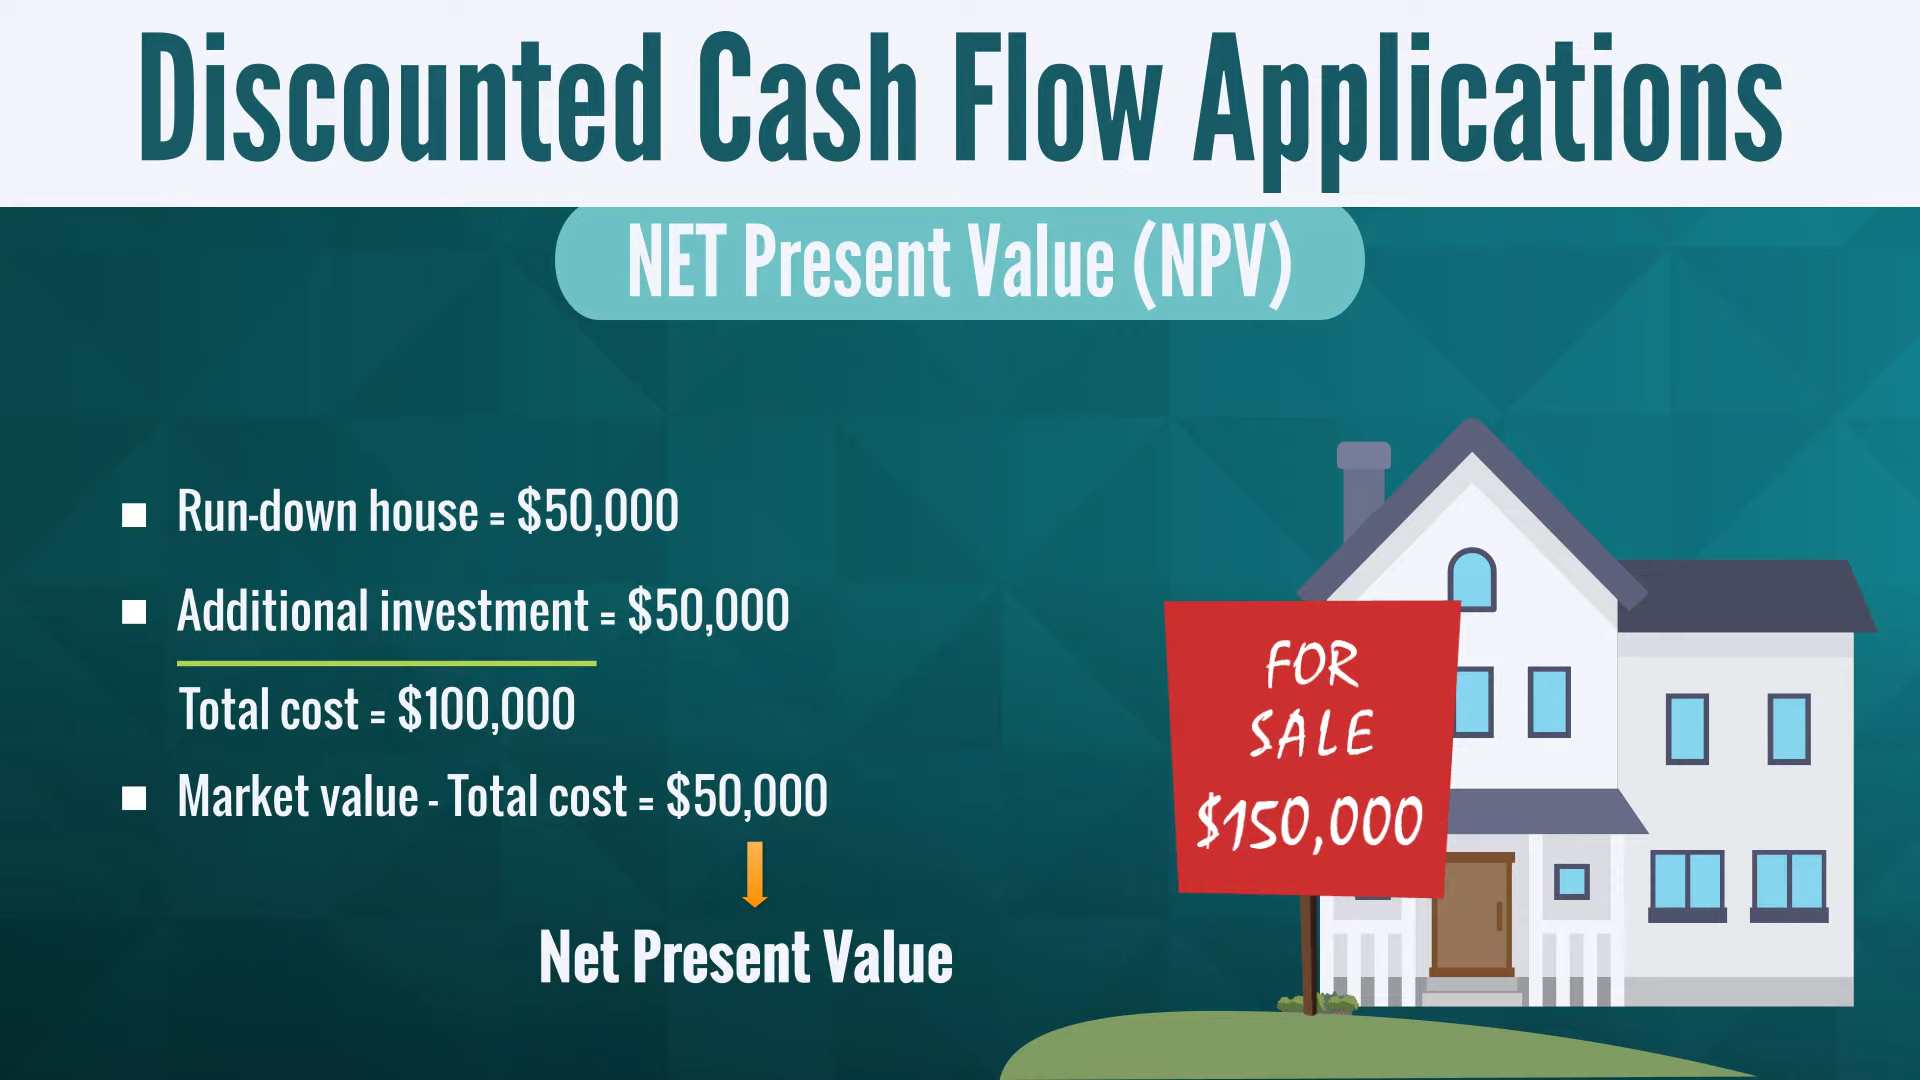 Discounted Cash Flow Applications
NET Present Value (NPV)
■ Run-down house = $50,000
■ Additional investment = $50,000
Total cost = $100,000
■ Market value - Total cost = $50,000
Net Present Value
FOR
SALE
$150,000